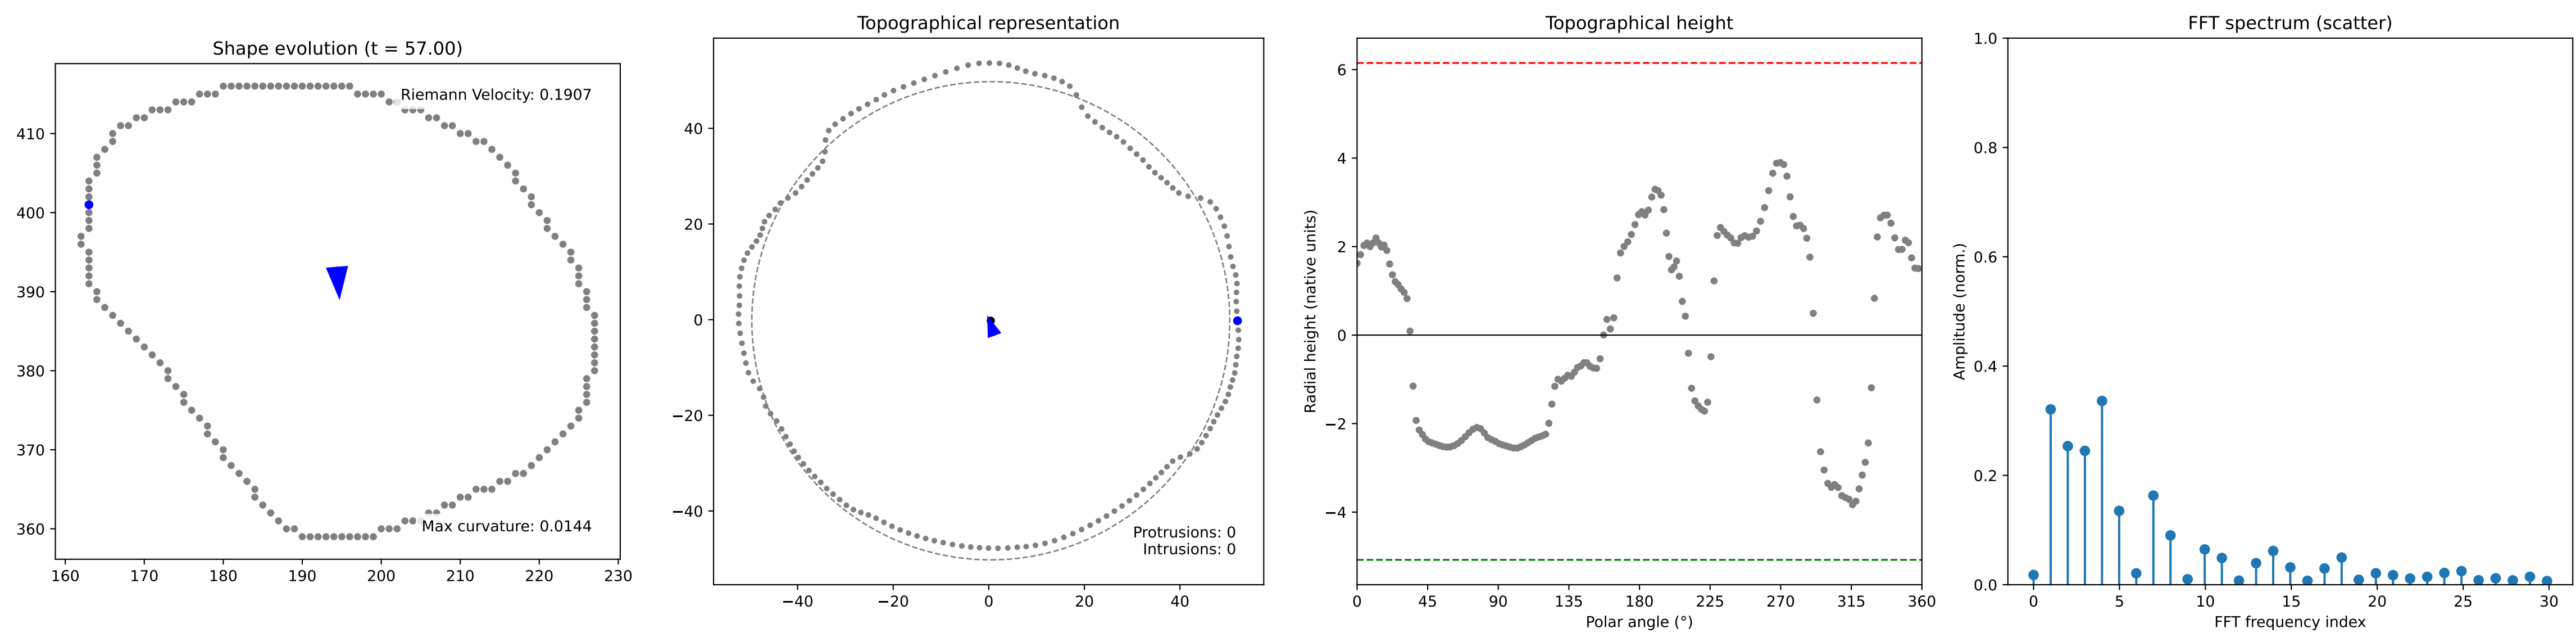 Shape evolution (t = 57.00)
Riemann Velocity: 0.1907
Max curvature: 0.0144
410
400
390
380
370
360
160 170 180 190 200 210 220 230
Topographical representation
40
20
0
−20
−40
−40 −20 0 20 40
Protrusions: 0
Intrusions: 0
Topographical height
Radial height (native units)
6
4
2
0
−2
−4
0 45 90 135 180 225 270 315 360
Polar angle (°)
FFT spectrum (scatter)
Amplitude (norm.)
1.0
0.8
0.6
0.4
0.2
0.0
0 5 10 15 20 25 30
FFT frequency index